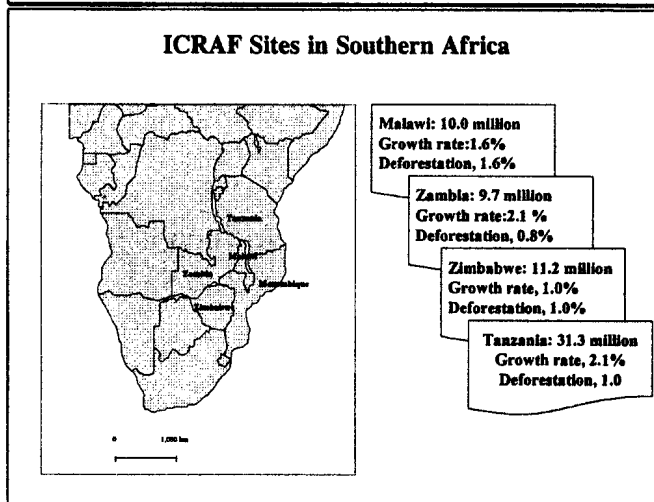 ICRAF Sites in Southern Africa
Tanzania
Malawi
Zambia
Mozambique
Zimbabwe
0 1,000 km
Malawi: 10.0 million
Growth rate:1.6%
Deforestation, 1.6%
Zambia: 9.7 million
Growth rate:2.1 %
Deforestation, 0.8%
Zimbabwe: 11.2 million
Growth rate, 1.0%
Deforestation, 1.0%
Tanzania: 31.3 million
Growth rate, 2.1%
Deforestation, 1.0